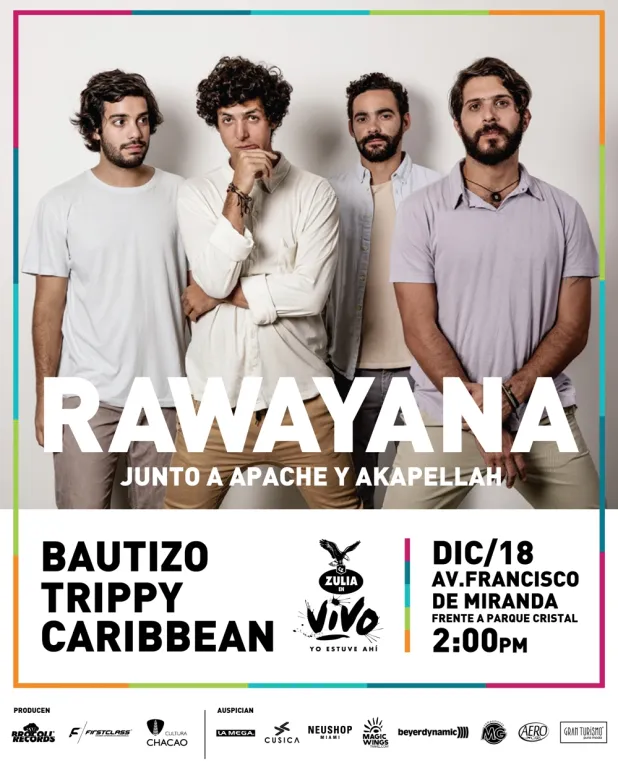 RAWAYANA
JUNTO A APACHE Y AKAPELLAH
BAUTIZO
TRIPPY
CARIBBEAN
ZULIA
EN
VIVO
YO ESTUVE AHÍ
DIC/18
AV.FRANCISCO
DE MIRANDA
FRENTE A PARQUE CRISTAL
2:00PM
PRODUCEN
BROCOLI
RECORDS
F/FIRSTCLASS
CULTURA
CHACAO
AUSPICIAN
LA MEGA
CUSICA
NEUSHOP
MIAMI
MAGIC
WINGS
beyerdynamic
MG
AERO
GRAN TURISMO